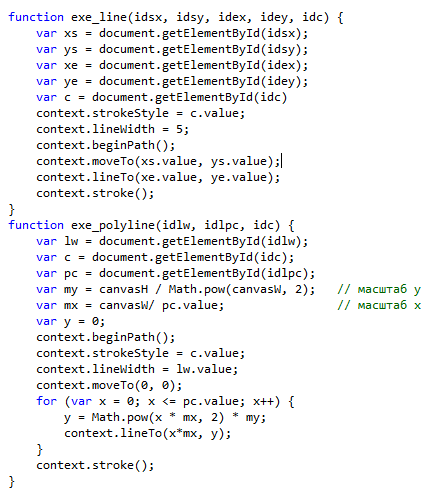 function exe_line(idsx, idsy, idex, idey, idc) {
    var xs = document.getElementById(idsx);
    var ys = document.getElementById(idsy);
    var xe = document.getElementById(idex);
    var ye = document.getElementById(idey);
    var c = document.getElementById(idc)
    context.strokeStyle = c.value;
    context.lineWidth = 5;
    context.beginPath();
    context.moveTo(xs.value, ys.value);
    context.lineTo(xe.value, ye.value);
    context.stroke();
}
function exe_polyline(idlw, idlpc, idc) {
    var lw = document.getElementById(idlw);
    var c = document.getElementById(idc);
    var pc = document.getElementById(idlpc);
    var my = canvasH / Math.pow(canvasW, 2);   // масштаб y
    var mx = canvasW/ pc.value;                // масштаб x
    var y = 0;
    context.beginPath();
    context.strokeStyle = c.value;
    context.lineWidth = lw.value;
    context.moveTo(0, 0);
    for (var x = 0; x <= pc.value; x++) {
        y = Math.pow(x * mx, 2) * my;
        context.lineTo(x*mx, y);
    }
    context.stroke();
}